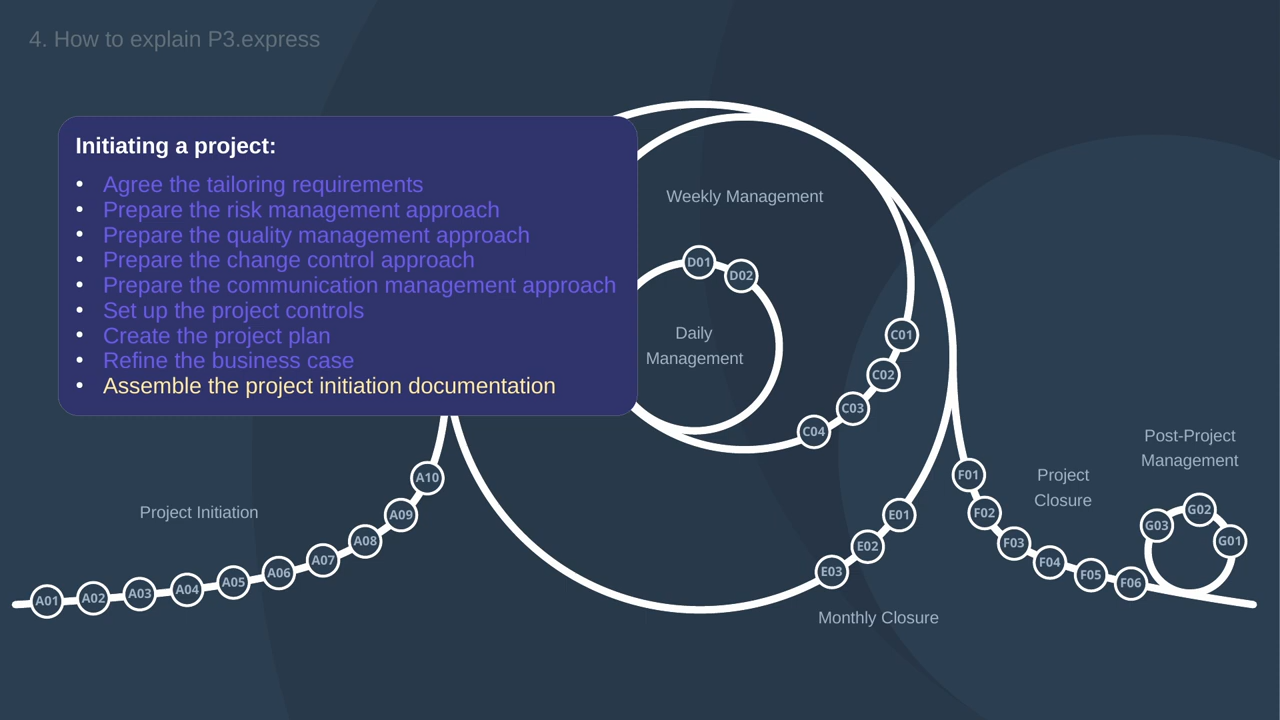 4. How to explain P3.express
Initiating a project:
• Agree the tailoring requirements
• Prepare the risk management approach
• Prepare the quality management approach
• Prepare the change control approach
• Prepare the communication management approach
• Set up the project controls
• Create the project plan
• Refine the business case
• Assemble the project initiation documentation
Weekly Management
D01
D02
Daily
Management
C01
C02
C03
C04
Project Initiation
A01
A02
A03
A04
A05
A06
A07
A08
A09
A10
E01
E02
E03
Monthly Closure
F01
F02
F03
F04
F05
F06
Project
Closure
Post-Project
Management
G03
G02
G01